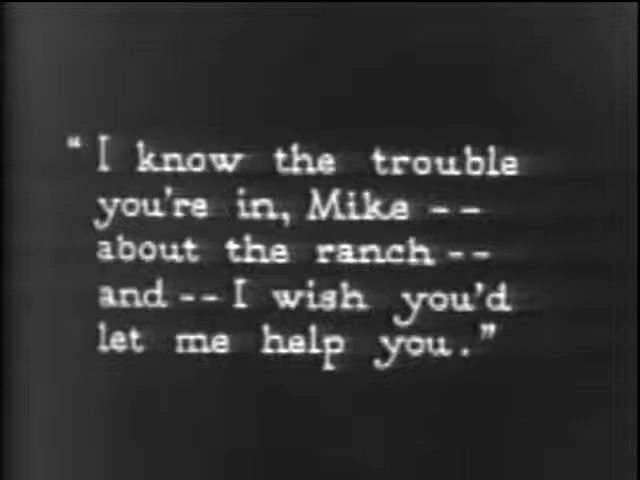 "I know the trouble
you're in, Mike --
about the ranch --
and -- I wish you'd
let me help you."